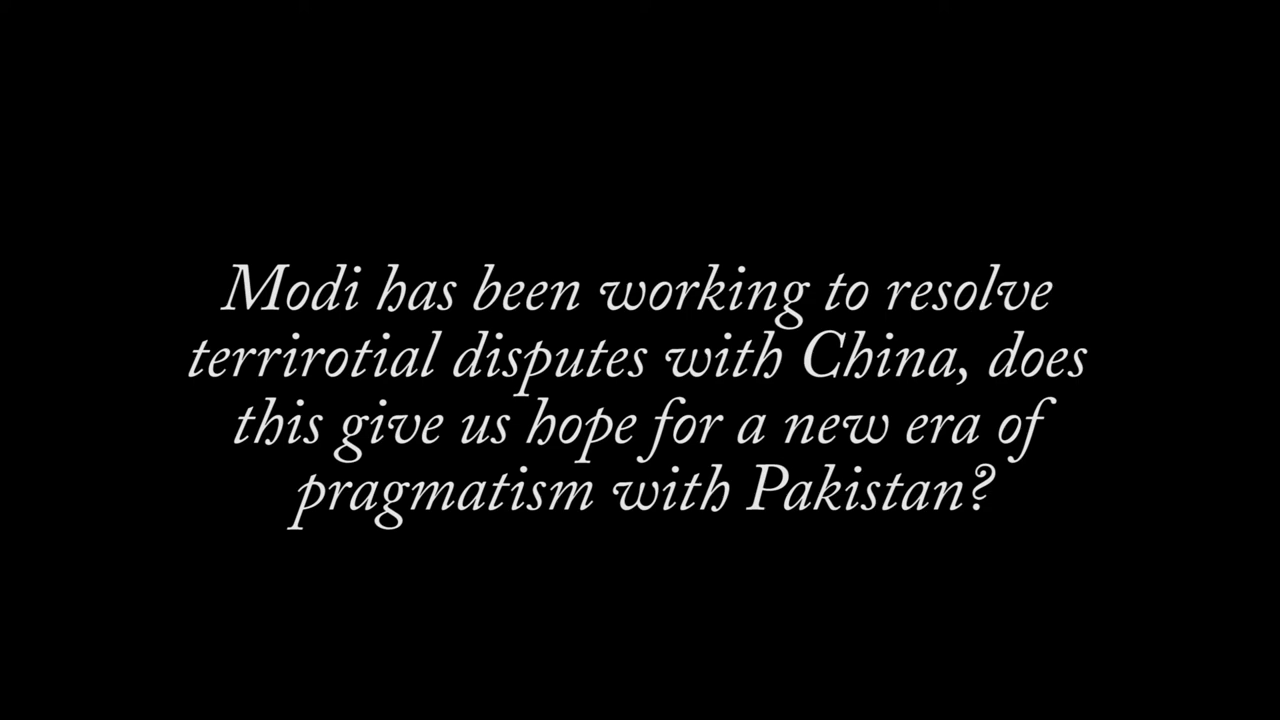 Modi has been working to resolve
terrirotial disputes with China, does
this give us hope for a new era of
pragmatism with Pakistan?